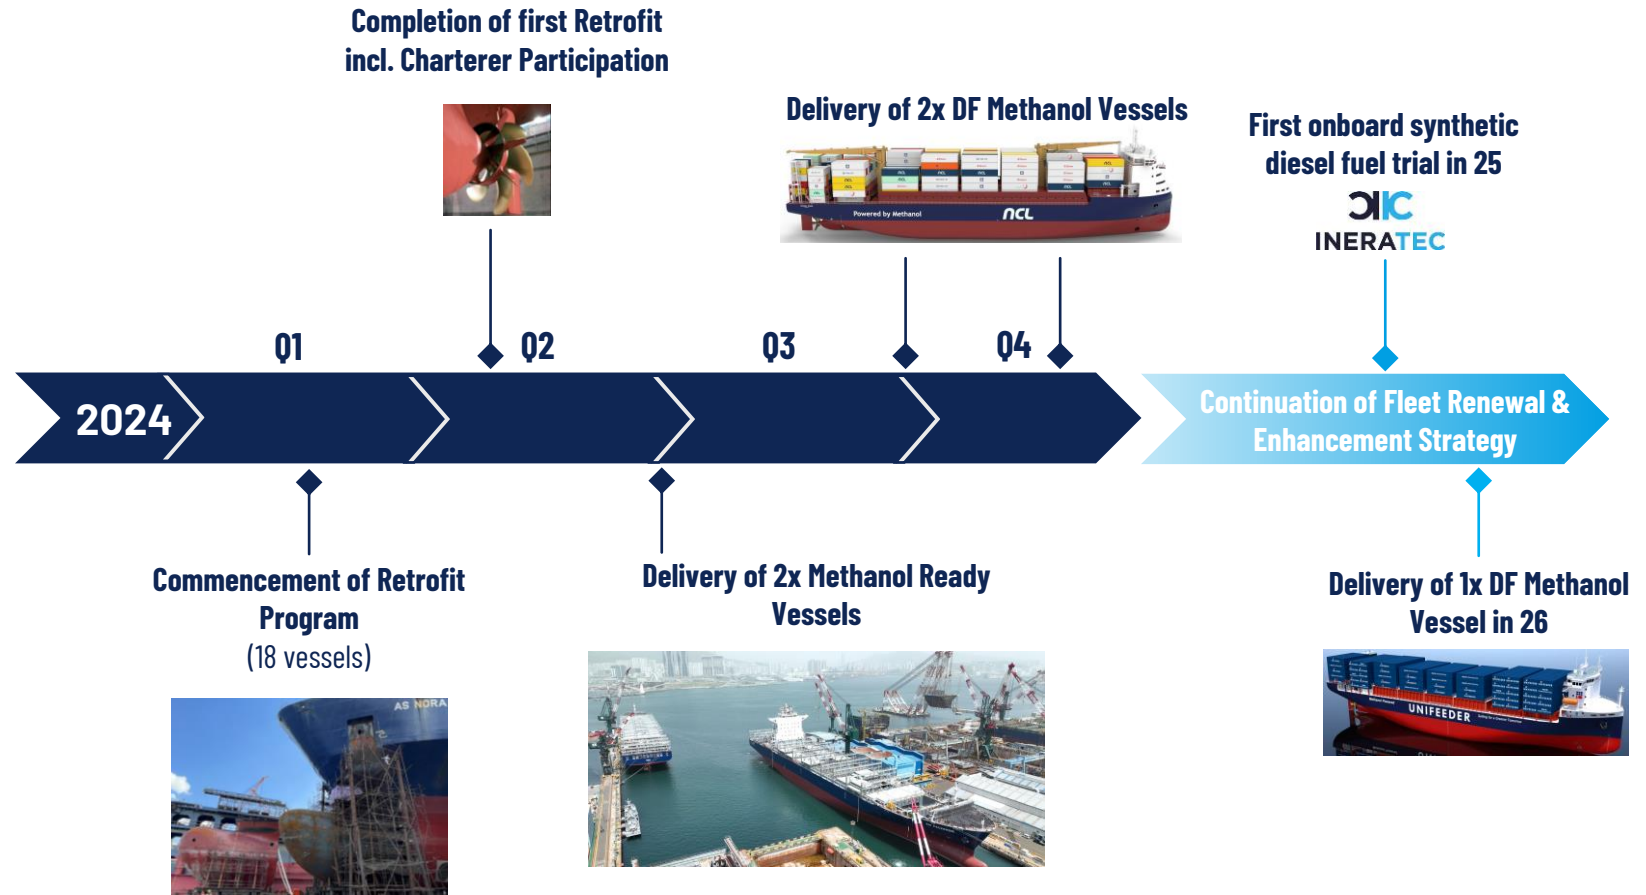 Completion of first Retrofit
incl. Charterer Participation
Delivery of 2x DF Methanol Vessels
Powered by Methanol
NCL
First onboard synthetic
diesel fuel trial in 25
INERATEC
Q1
Q2
Q3
Q4
2024
Continuation of Fleet Renewal &
Enhancement Strategy
Commencement of Retrofit
Program
(18 vessels)
AS NORA
Delivery of 2x Methanol Ready
Vessels
Delivery of 1x DF Methanol
Vessel in 26
UNIFEEDER